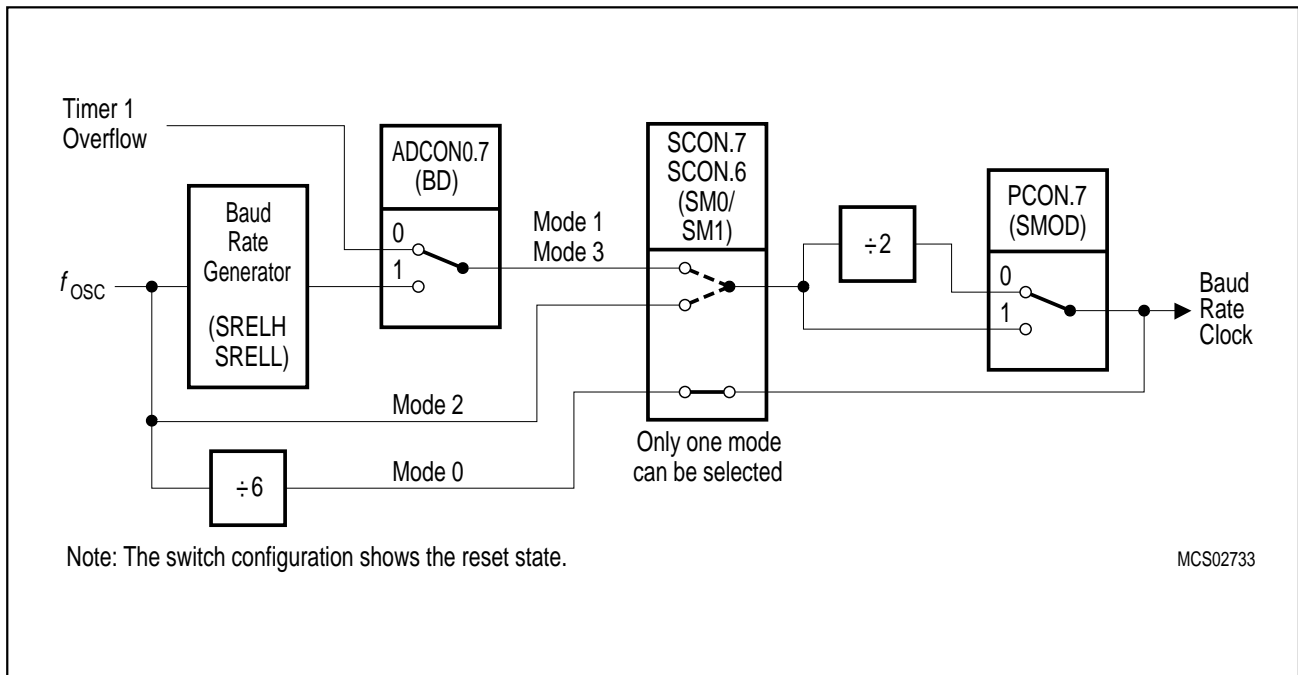 Timer 1
Overflow
ADCON0.7
(BD)
0
1
Baud
Rate
Generator
(SRELH
SRELL)
f OSC
Mode 1
Mode 3
SCON.7
SCON.6
(SM0/
SM1)
÷2
PCON.7
(SMOD)
0
1
Baud
Rate
Clock
Mode 2
Only one mode
can be selected
÷6
Mode 0
Note: The switch configuration shows the reset state.
MCS02733